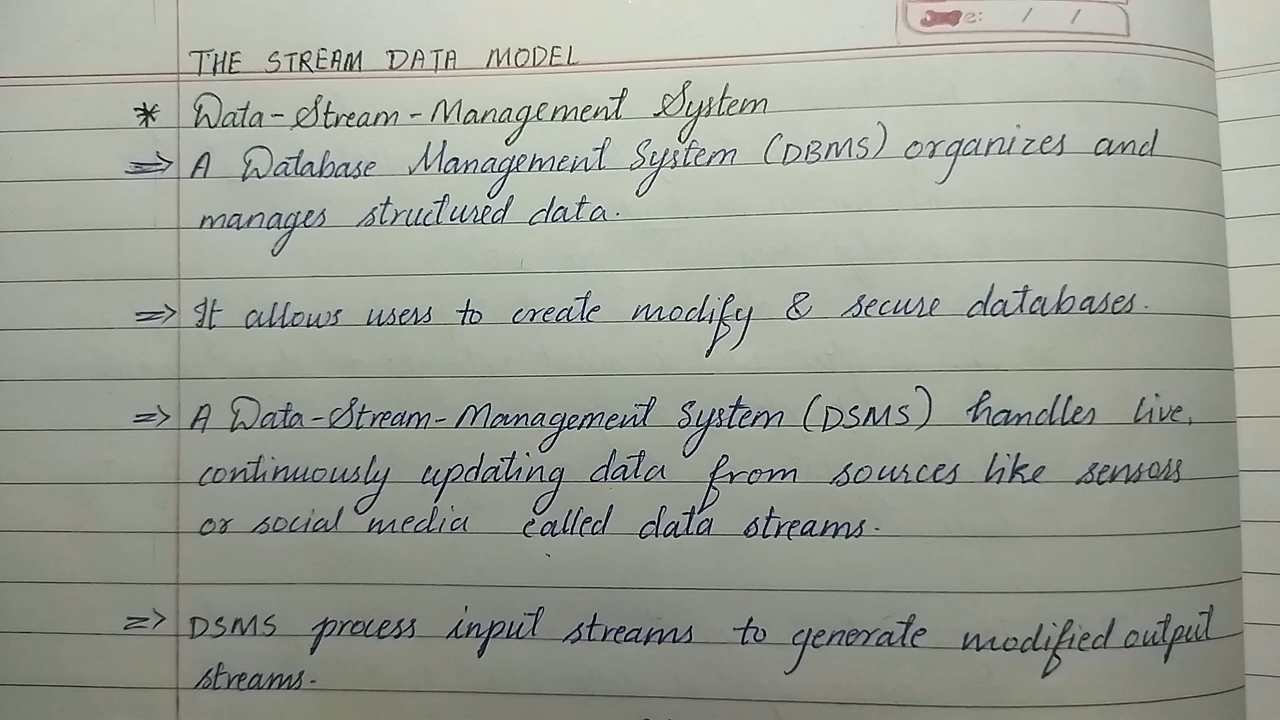 THE STREAM DATA MODEL
* Data-Stream-Management System
=> A Database Management System (DBMS) organizes and
manages structured data.
=> It allows users to create modify & secure databases.
=> A Data-Stream-Management System (DSMS) handles live,
continuously updating data from sources like sensors
or social media called data streams.
=> DSMS process input streams to generate modified output
streams.